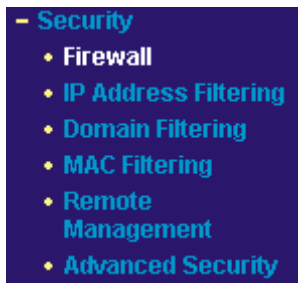 – Security
• Firewall
• IP Address Filtering
• Domain Filtering
• MAC Filtering
• Remote
Management
• Advanced Security